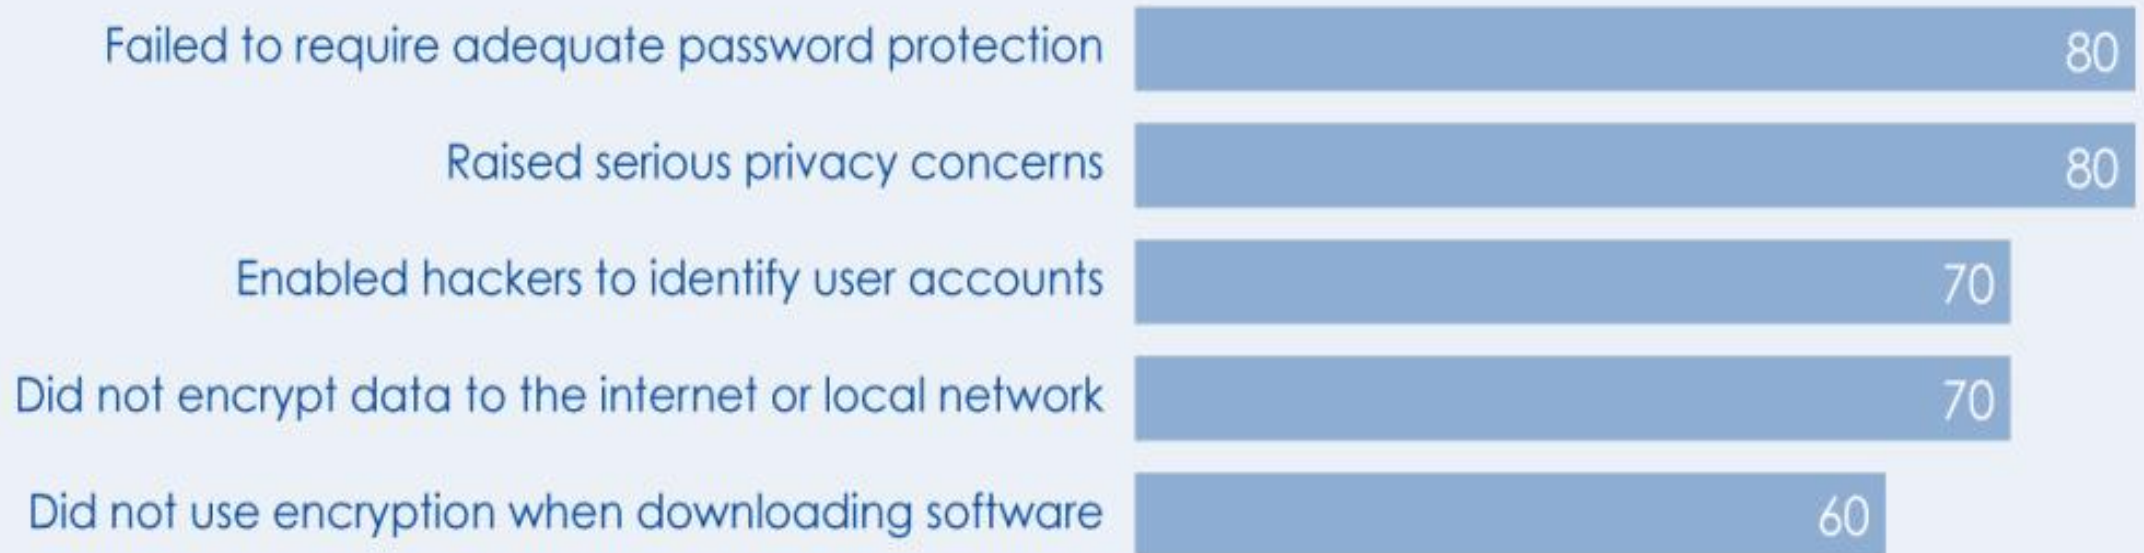 Failed to require adequate password protection 80
Raised serious privacy concerns 80
Enabled hackers to identify user accounts 70
Did not encrypt data to the internet or local network 70
Did not use encryption when downloading software 60